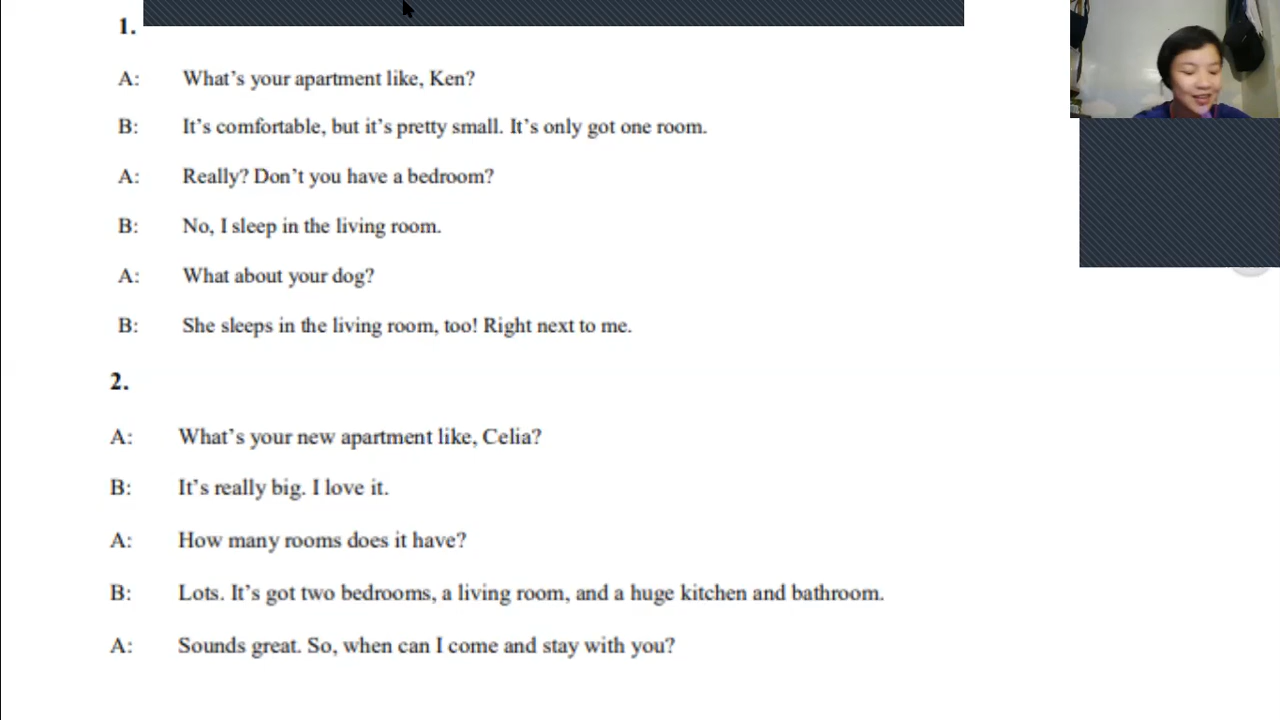 1.
A: What's your apartment like, Ken?
B: It's comfortable, but it's pretty small. It's only got one room.
A: Really? Don't you have a bedroom?
B: No, I sleep in the living room.
A: What about your dog?
B: She sleeps in the living room, too! Right next to me.
2.
A: What's your new apartment like, Celia?
B: It's really big. I love it.
A: How many rooms does it have?
B: Lots. It's got two bedrooms, a living room, and a huge kitchen and bathroom.
A: Sounds great. So, when can I come and stay with you?